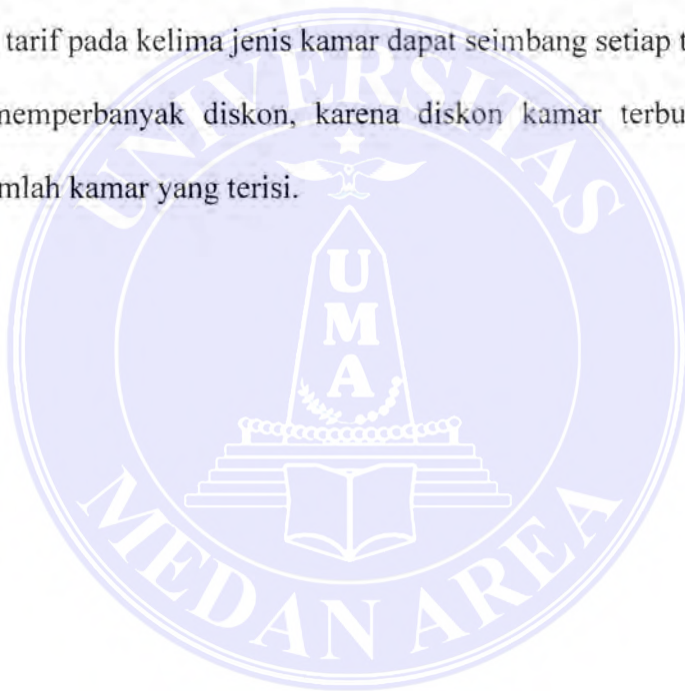 tarif pada kelima jenis kamar dapat seimbang setiap t
nemperbanyak diskon, karena diskon kamar terbu
mlah kamar yang terisi.
UNIVERSITAS
UMA
MEDAN AREA